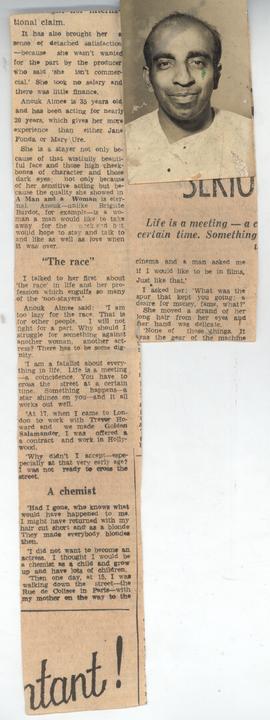 tional claim.
It has also brought her a
sense of detached satisfaction
—because she wasn't wanted
for the part by the producer
who said 'she isn't commer-
cial.' She took no salary and
there was little finance.
Anouk Aimee is 35 years old
and has been acting for nearly
20 years, which gives her more
experience than either Jane
Fonda or Mary Ure.
She is a stayer not only be-
cause of that wistfully beauti-
ful face and those high cheek-
bones of character and those
dark eyes not only because
of her sensitive acting but be-
cause the quality she showed in
A Man and a Woman is eter-
nal. Anouk—unlike Brigitte
Bardot, for example—is a wo-
man a man would like to take
away for the weekend but
would hope to stay and talk to
and like as well as love when
it was over.
"The race"
I talked to her first about
'the race' in life and her pro-
fession which engulfs so many
of the 'non-stayers.'
Anouk Aimee said: 'I am
too lazy for the race. That is
for other people. I will not
fight for a part. Why should I
struggle for something against
another woman, another act-
ress? There has to be some dig-
nity.
'I am a fatalist about every-
thing in life. Life is a meeting
—a coincidence. You have to
cross the street at a certain
time. Something happens—a
star shines on you—and it all
works out well.
'At 17, when I came to Lon-
don to work with Trevor Ho-
ward and we made Golden
Salamander, I was offered a
a contract and work in Holly-
wood.
'Why didn't I accept—espe-
cially at that very early age?
I was not ready to cross the
street.
A chemist
'Had I gone, who knows what
would have happened to me.
I might have returned with my
hair cut short and as a blonde
They made everybody blondes
then.
'I did not want to become an
actress. I thought I would be
a chemist as a child and grow
up and have lots of children.
'Then one day, at 15, I was
walking down the street—the
Rue de Colisee in Paris—with
my mother on the way to the
ntant!
SERIO
Life is a meeting — a c
certain time. Something
cinema and a man asked me
if I would like to be in films,
Just like that.'
I asked her: 'What was the
spur that kept you going; a
desire for money, fame, what?'
She moved a strand of her
long hair from her eyes and
her hand was delicate.
'None of those things. It
was the gear of the machine